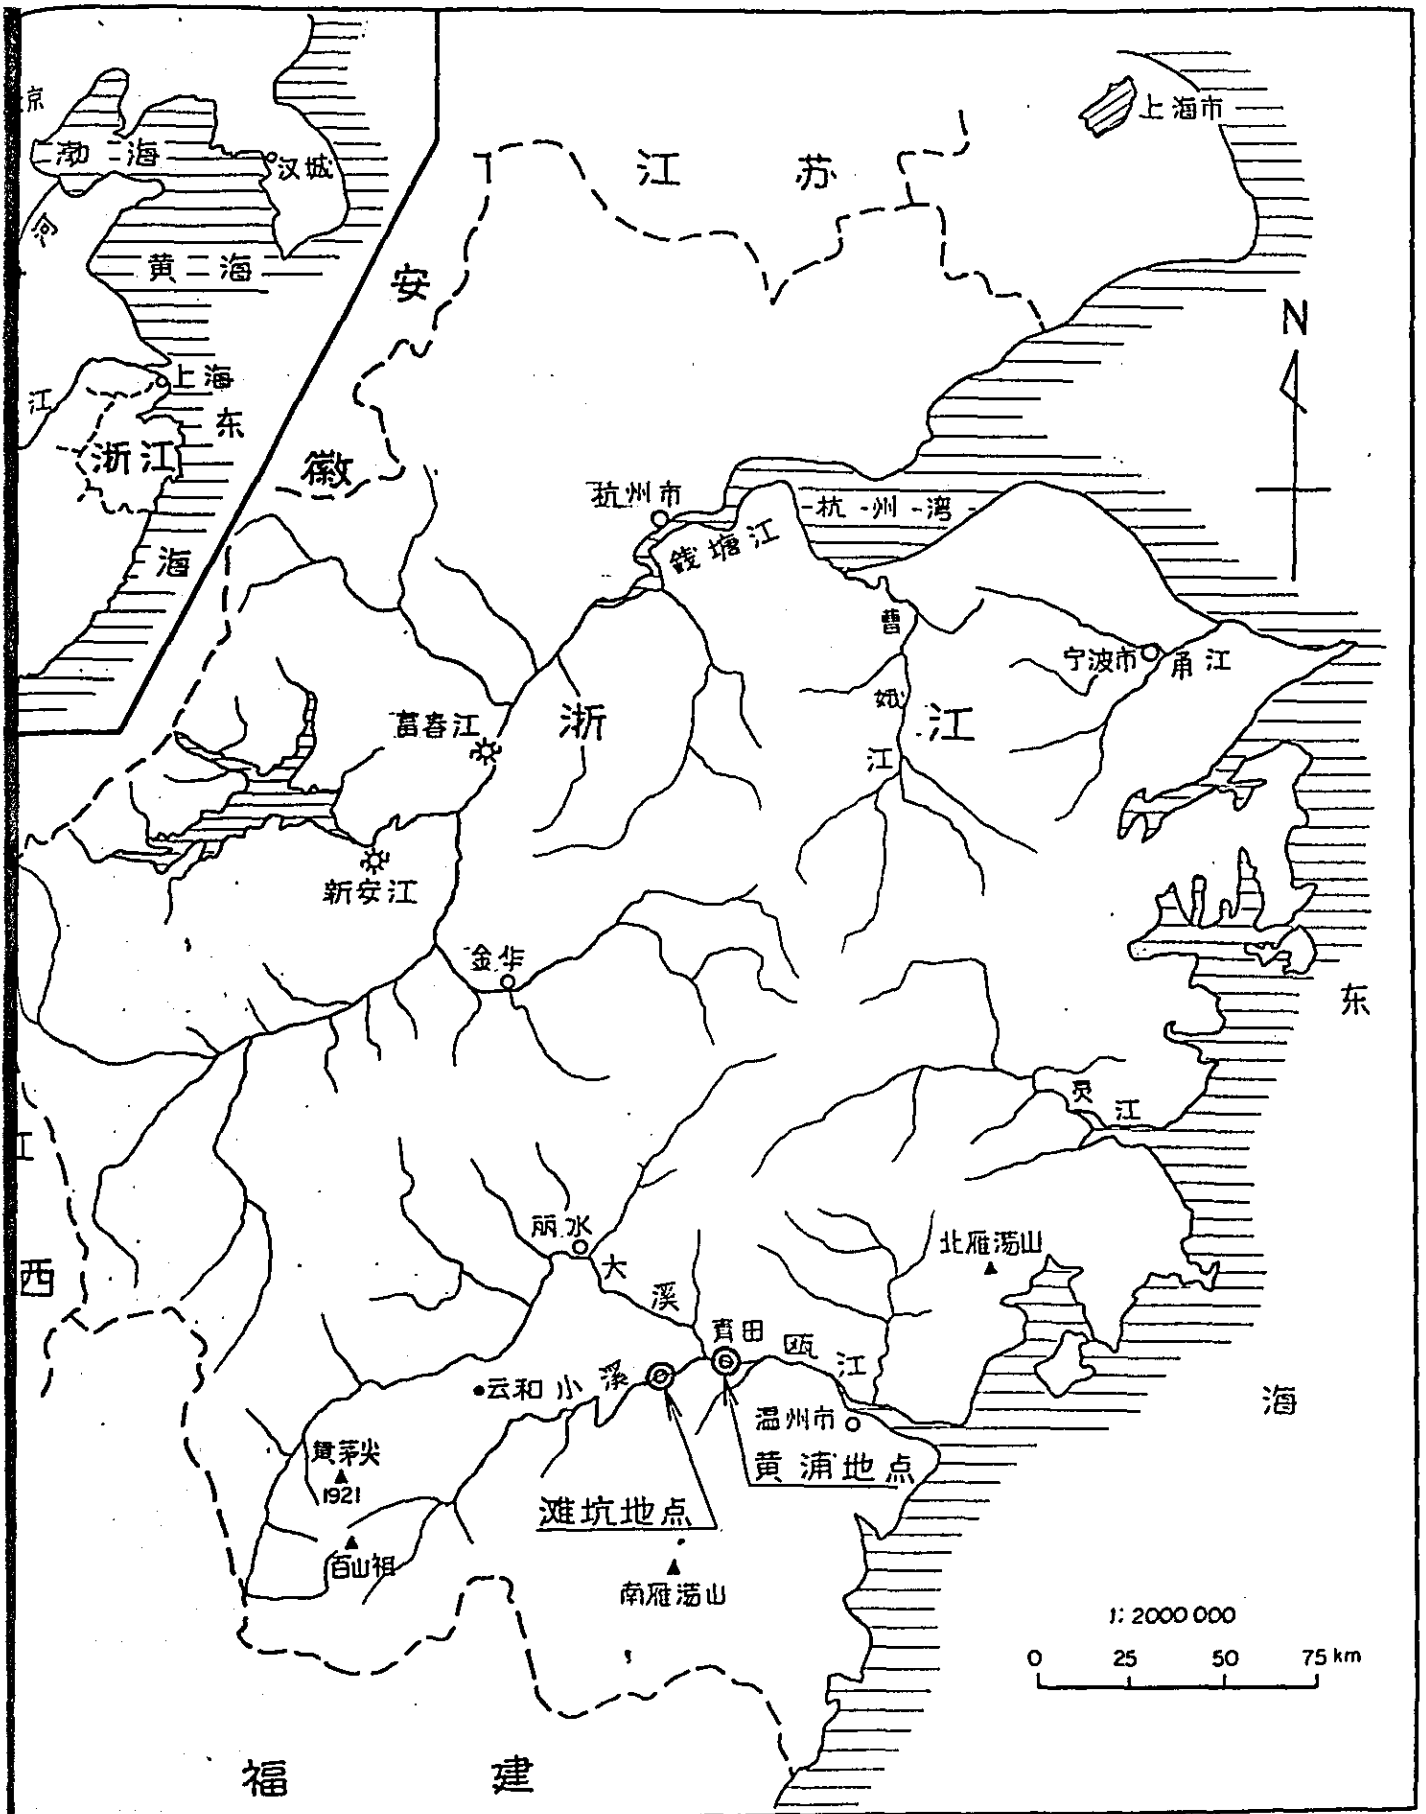 京
渤海
汉城
河
黄海
江
上海
东
浙江
海
上海市
江苏
安
徽
N
杭州市
杭州湾
錢塘江
曹
娥
江
宁波市
甬江
富春江
浙
江
新安江
金华
东
灵
江
江
西
丽水
大
溪
北雁荡山
青田
瓯
江
云和
小
溪
温州市
海
黄茅尖
1921
黄浦地点
滩坑地点
百山祖
南雁荡山
1:2000000
0 25 50 75 km
福建